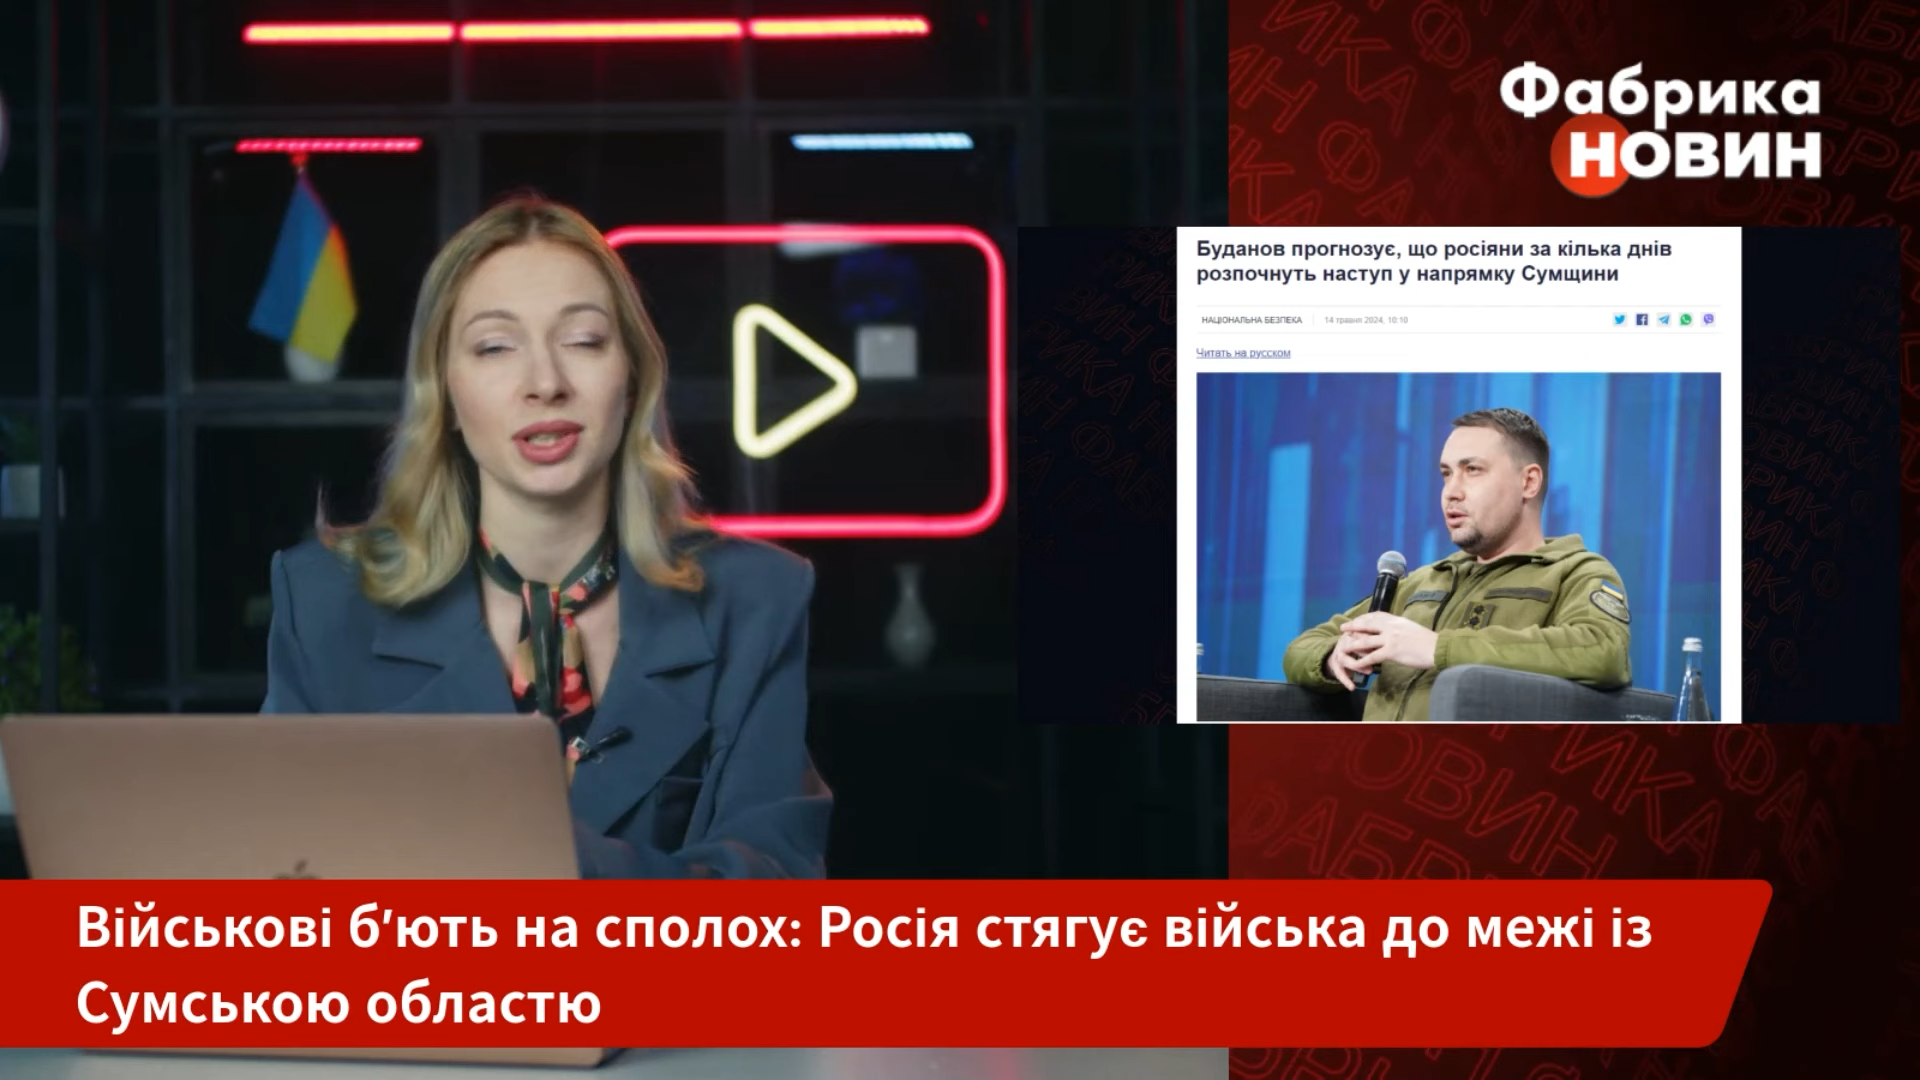 Фабрика
новин
Буданов прогнозує, що росіяни за кілька днів
розпочнуть наступ у напрямку Сумщини
НАЦІОНАЛЬНА БЕЗПЕКА
14 травня 2024, 10:10
Читать на русском
Військові б'ють на сполох: Росія стягує війська до межі із
Сумською областю